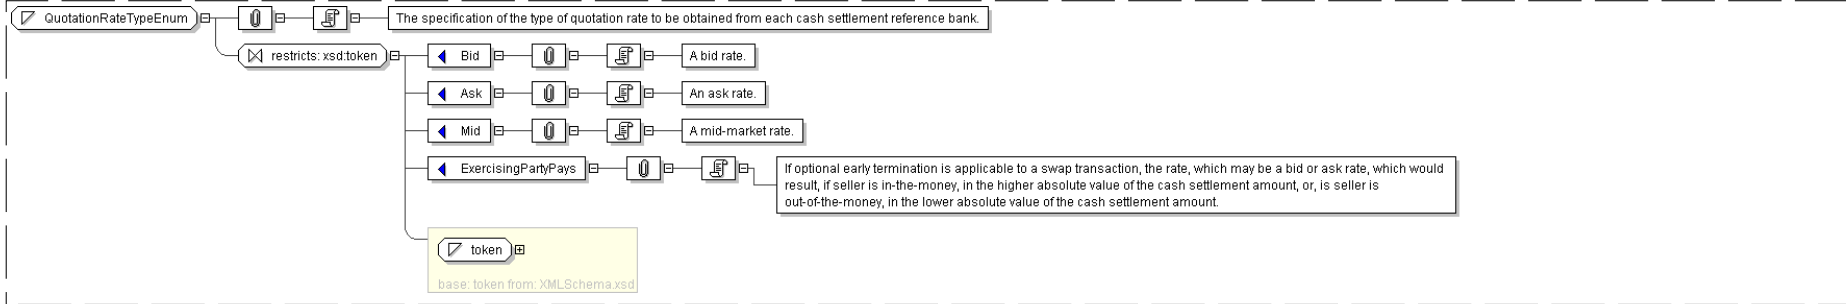 QuotationRateTypeEnum
The specification of the type of quotation rate to be obtained from each cash settlement reference bank.
restricts: xsd:token
Bid
A bid rate.
Ask
An ask rate.
Mid
A mid-market rate.
ExercisingPartyPays
If optional early termination is applicable to a swap transaction, the rate, which may be a bid or ask rate, which would
result, if seller is in-the-money, in the higher absolute value of the cash settlement amount, or, is seller is
out-of-the-money, in the lower absolute value of the cash settlement amount.
token
base: token from: XMLSchema.xsd